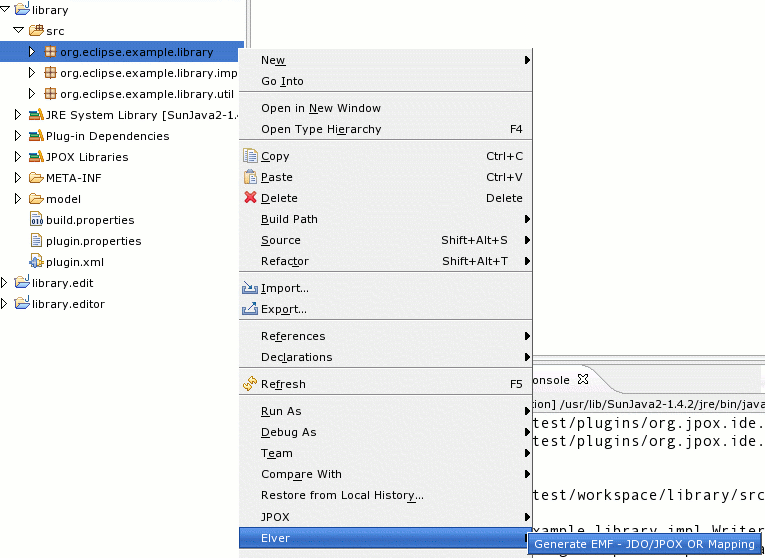 library
src
org.eclipse.example.library
org.eclipse.example.library.imp
org.eclipse.example.library.util
JRE System Library [SunJava2-1.4.
Plug-in Dependencies
JPOX Libraries
META-INF
model
build.properties
plugin.properties
plugin.xml
library.edit
library.editor
New
Go Into
Open in New Window
Open Type Hierarchy F4
Copy Ctrl+C
Paste Ctrl+V
Delete Delete
Build Path
Source Shift+Alt+S
Refactor Shift+Alt+T
Import...
Export...
References
Declarations
Refresh F5
Run As
Debug As
Team
Compare With
Restore from Local History...
JPOX
Elver
Generate EMF - JDO/JPOX OR Mapping
onsole
tion] /usr/lib/SunJava2-1.4.2/jre/bin/java
test/plugins/org.jpox.ide.
test/plugins/org.jpox.ide.
test/workspace/library/src
xample.library.impl.Writer